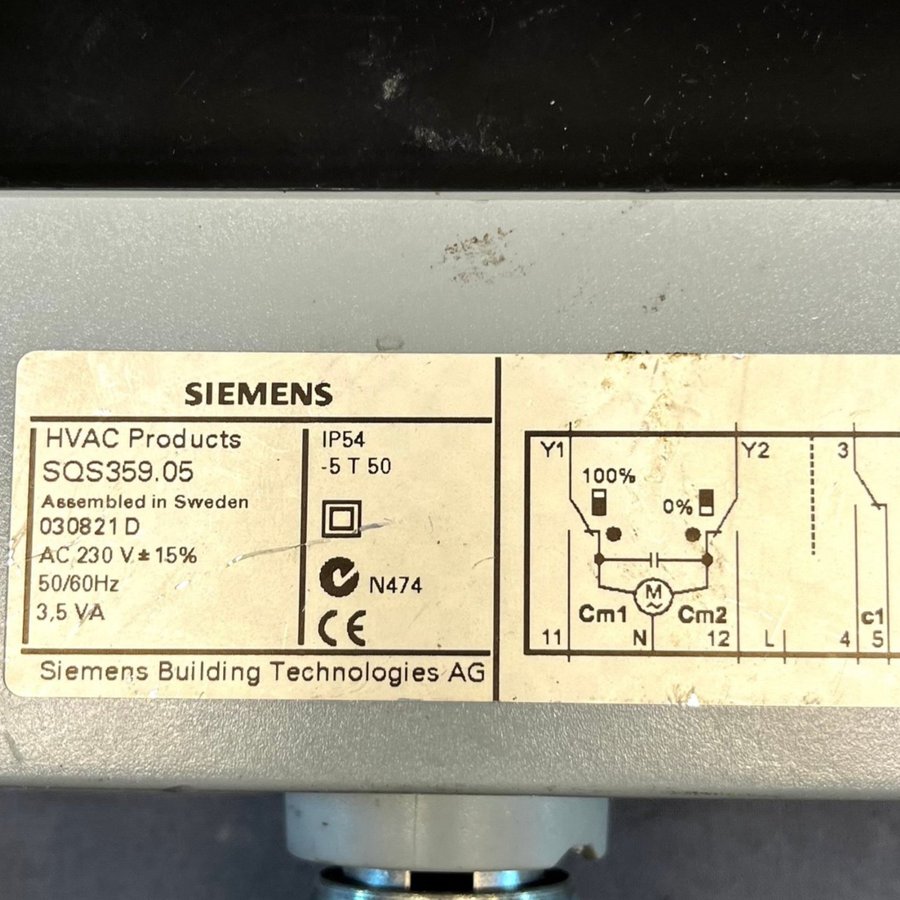 SIEMENS
HVAC Products
SQS359.05
Assembled in Sweden
030821 D
AC 230 V ± 15%
50/60Hz
3,5 VA
IP54
-5 T 50
N474
CE
Siemens Building Technologies AG
Y1 Y2 3
100%
0%
M
~
Cm1 Cm2 c1
11 N 12 L 4 5